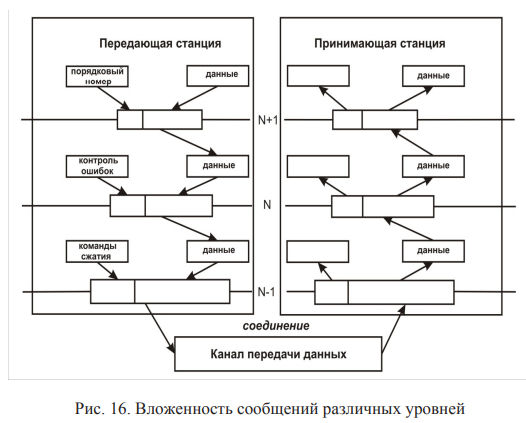 Передающая станция
Принимающая станция
порядковый
номер
данные
данные
N+1
контроль
ошибок
данные
данные
N
команды
сжатия
данные
данные
N-1
соединение
Канал передачи данных
Рис. 16. Вложенность сообщений различных уровней